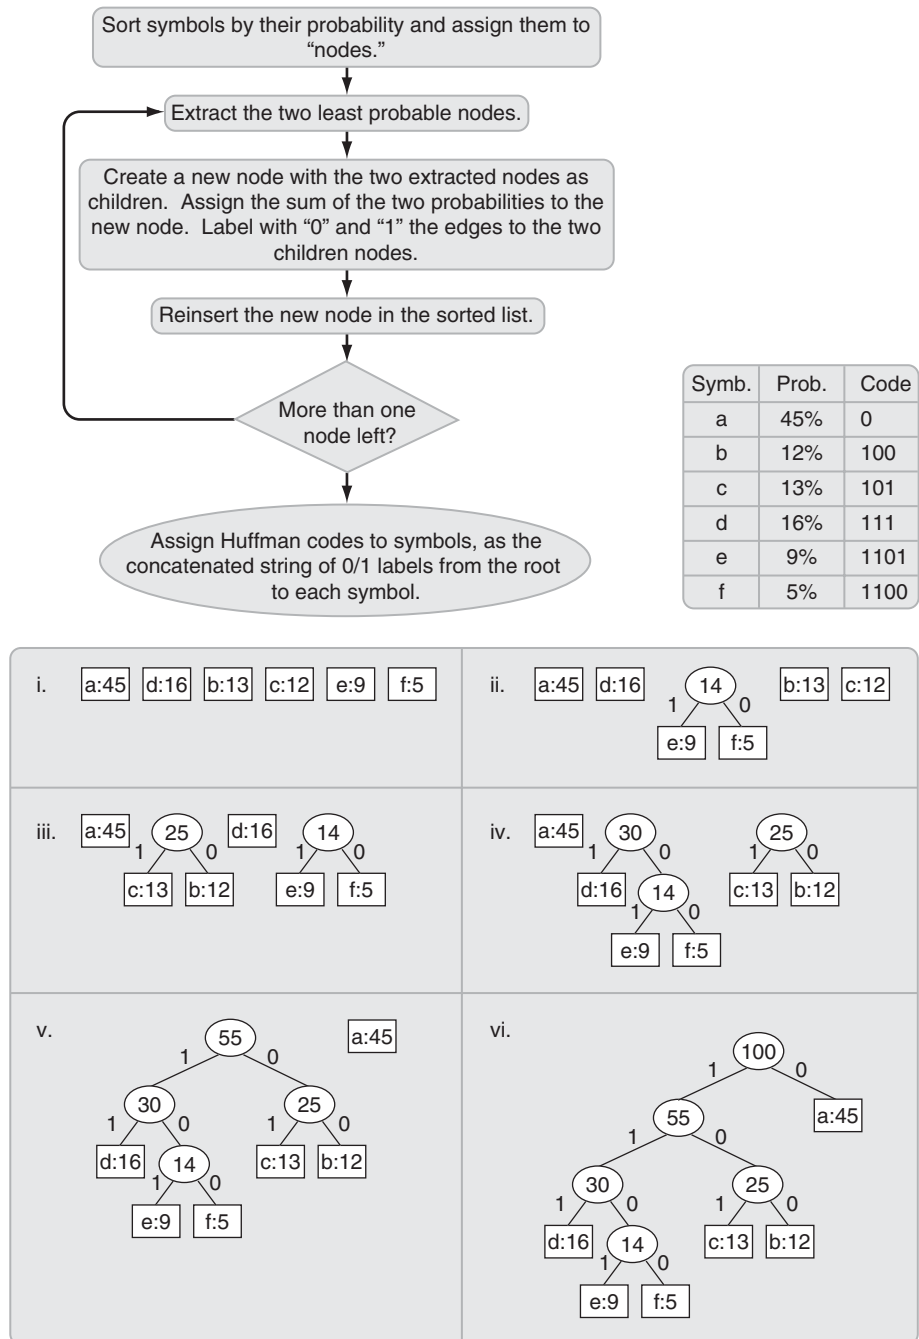 Sort symbols by their probability and assign them to
“nodes.”
Extract the two least probable nodes.
Create a new node with the two extracted nodes as
children. Assign the sum of the two probabilities to the
new node. Label with “0” and “1” the edges to the two
children nodes.
Reinsert the new node in the sorted list.
More than one
node left?
Assign Huffman codes to symbols, as the
concatenated string of 0/1 labels from the root
to each symbol.
Symb. Prob. Code
a 45% 0
b 12% 100
c 13% 101
d 16% 111
e 9% 1101
f 5% 1100
i. a:45 d:16 b:13 c:12 e:9 f:5
ii. a:45 d:16 14 b:13 c:12
1 0
e:9 f:5
iii. a:45 25 d:16 14
1 0 1 0
c:13 b:12 e:9 f:5
iv. a:45 30 25
1 0 1 0
d:16 14 c:13 b:12
1 0
e:9 f:5
v. 55 a:45
1 0
30 25
1 0 1 0
d:16 14 c:13 b:12
1 0
e:9 f:5
vi. 100
1 0
55 a:45
1 0
30 25
1 0 1 0
d:16 14 c:13 b:12
1 0
e:9 f:5